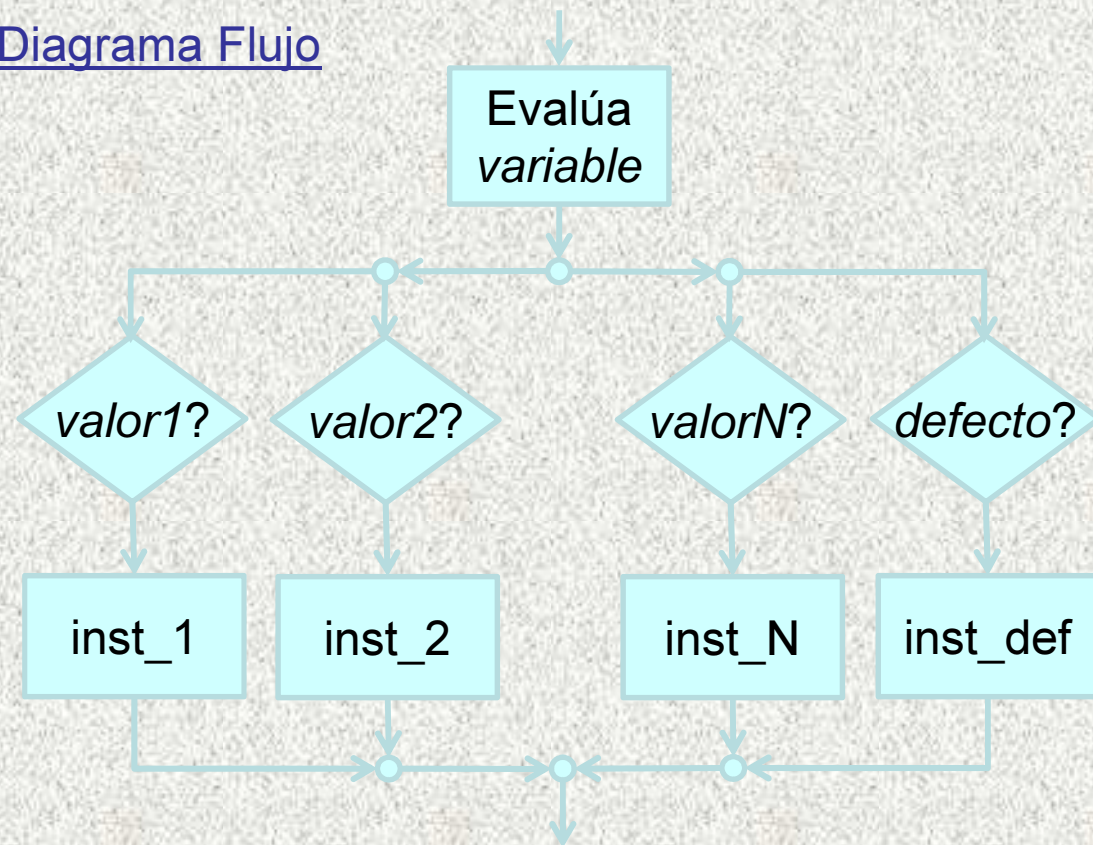 Diagrama Flujo
Evalúa
variable
valor1?
valor2?
valorN?
defecto?
inst_1
inst_2
inst_N
inst_def